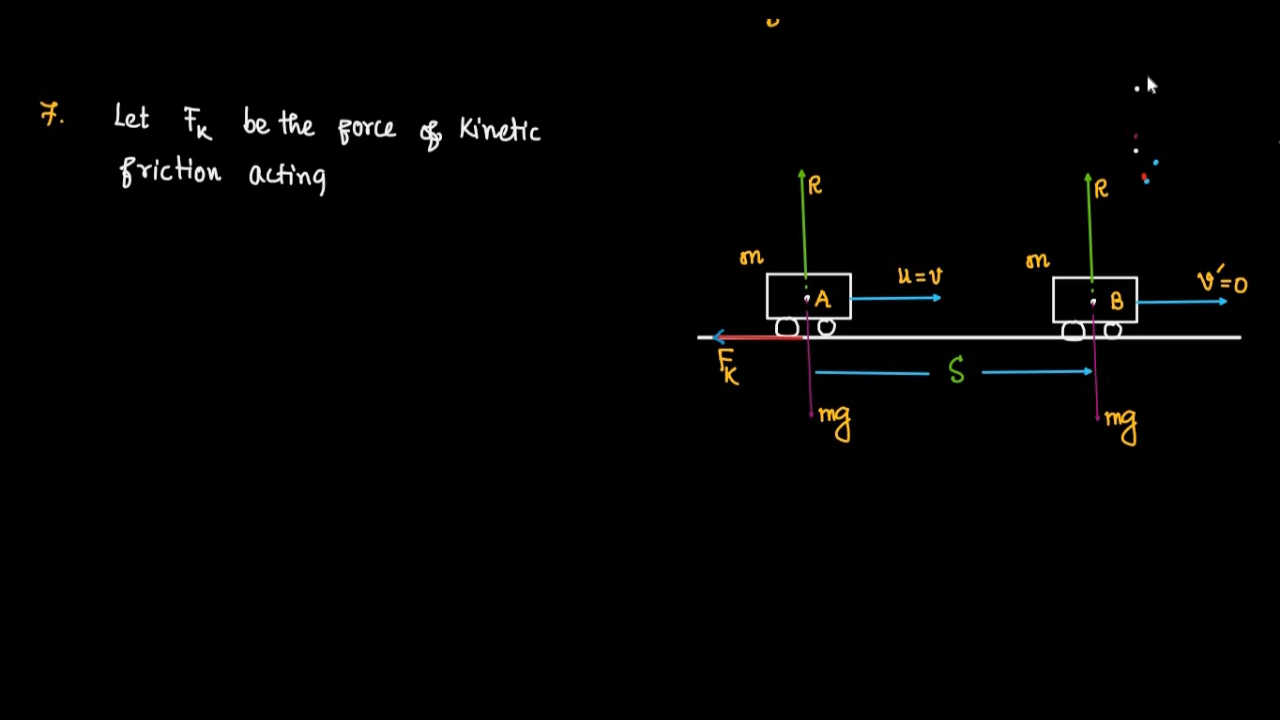 7. Let Fₖ be the force of Kinetic
friction acting
R
R
m
m
u=v
v′=0
A
B
Fₖ
S
mg
mg